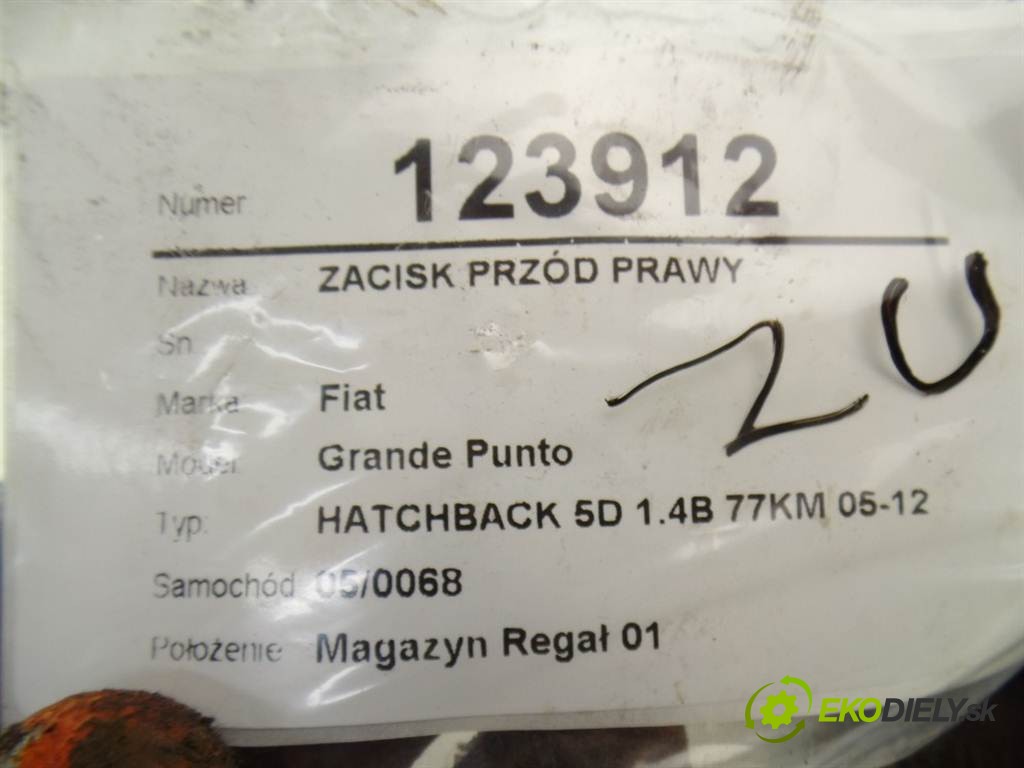 Numer 123912
Nazwa ZACISK PRZÓD PRAWY
Sn
Marka Fiat
Model Grande Punto
Typ: HATCHBACK 5D 1.4B 77KM 05-12
Samochód 05/0068
Położenie Magazyn Regał 01
EKODIELY.sk